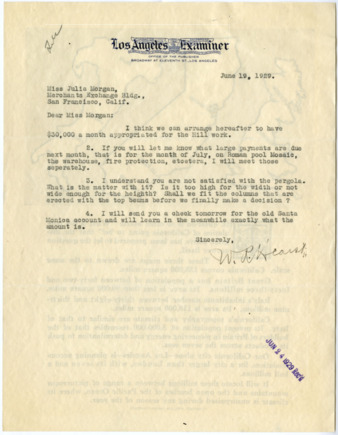 Los Angeles Examiner
OFFICE OF THE PUBLISHER
BROADWAY AT ELEVENTH ST., LOS ANGELES
June 19, 1929.
Miss Julia Morgan,
Merchants Exchange Bldg.,
San Francisco, Calif.
Dear Miss Morgan:
I think we can arrange hereafter to have
$30,000 a month appropriated for the Hill work.
2. If you will let me know what large payments are due
next month, that is for the month of July, on Roman pool Mosaic,
the warehouse, fire protection, etcetera, I will meet those
seperately.
3. I understand you are not satisfied with the pergola.
What is the matter with it? Is it too high for the width or not
wide enough for the heighth? Shall we fit the columns that are
erected with the top beams before we finally make a decision ?
4. I will send you a check tomorrow for the old Santa
Monica account and will learn in the meanwhile exactly what the
amount is.
Sincerely,
W. R. Hearst
JUN 24 1929